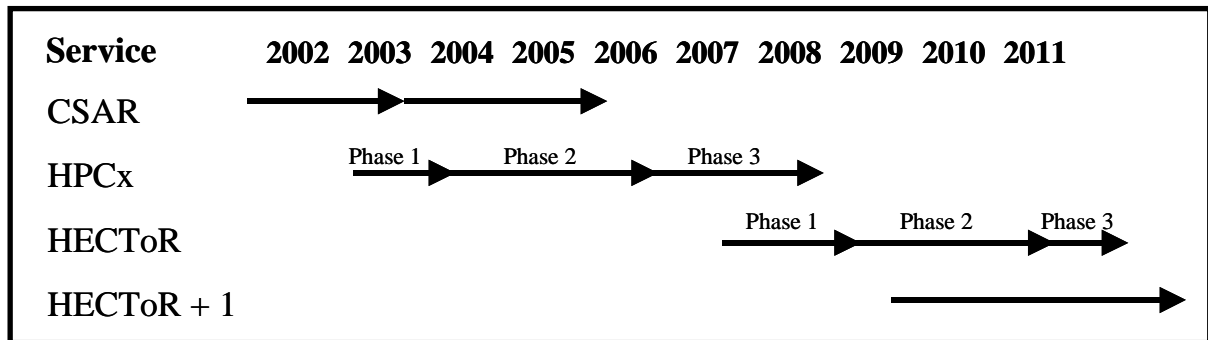 Service 2002 2003 2004 2005 2006 2007 2008 2009 2010 2011
CSAR
HPCx Phase 1 Phase 2 Phase 3
HECToR Phase 1 Phase 2 Phase 3
HECToR + 1